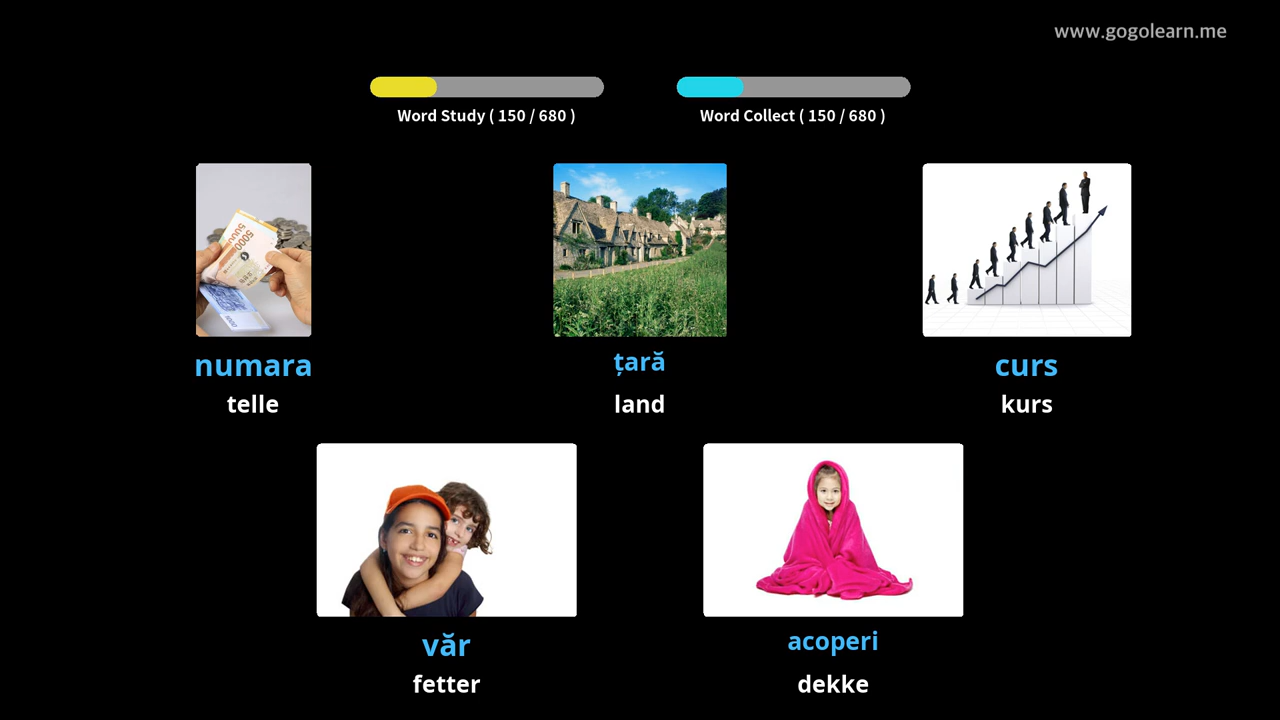 www.gogolearn.me
Word Study ( 150 / 680 )
Word Collect ( 150 / 680 )
numara
telle
țară
land
curs
kurs
văr
fetter
acoperi
dekke